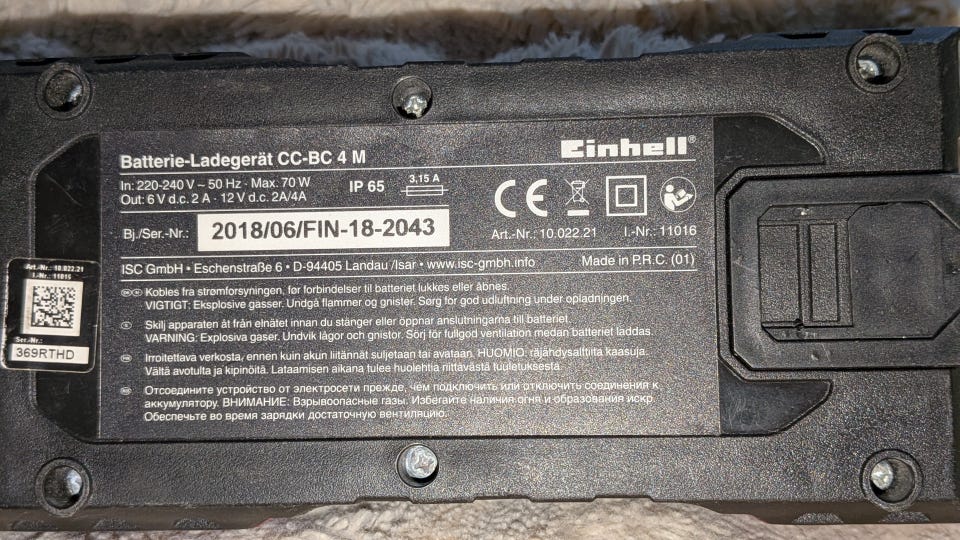 Batterie-Ladegerät CC-BC 4 M
Einhell®
In: 220-240 V ~ 50 Hz · Max. 70 W
Out: 6 V d.c. 2 A · 12 V d.c. 2A/4A
IP 65
3,15 A
CE
Bj./Ser.-Nr.: 2018/06/FIN-18-2043
Art.-Nr.: 10.022.21 I.-Nr.: 11016
ISC GmbH • Eschenstraße 6 • D-94405 Landau /Isar • www.isc-gmbh.info Made in P.R.C. (01)
Kobles fra strømforsyningen, før forbindelser til batteriet lukkes eller åbnes.
VIGTIGT: Eksplosive gasser. Undgå flammer og gnister. Sørg for god udluftning under opladningen.
Skilj apparaten åt från elnätet innan du stänger eller öppnar anslutningarna till batteriet.
VARNING: Explosiva gaser. Undvik lågor och gnistor. Sörj för fullgod ventilation medan batteriet laddas.
Irroitettava verkosta, ennen kuin akun liitännät suljetaan tai avataan. HUOMIO: räjähdysalttiita kaasuja.
Vältä avotulta ja kipinöitä. Lataamisen aikana tulee huolehtia riittävästä tuuletuksesta.
Отсоедините устройство от электросети прежде, чем подключить или отключить соединения к
аккумулятору. ВНИМАНИЕ: Взрывоопасные газы. Избегайте наличия огня и образования искр.
Обеспечьте во время зарядки достаточную вентиляцию.
Art.-Nr.: 10.022.21
I.-Nr.: 11016
Ser.-Nr.:
369RTHD